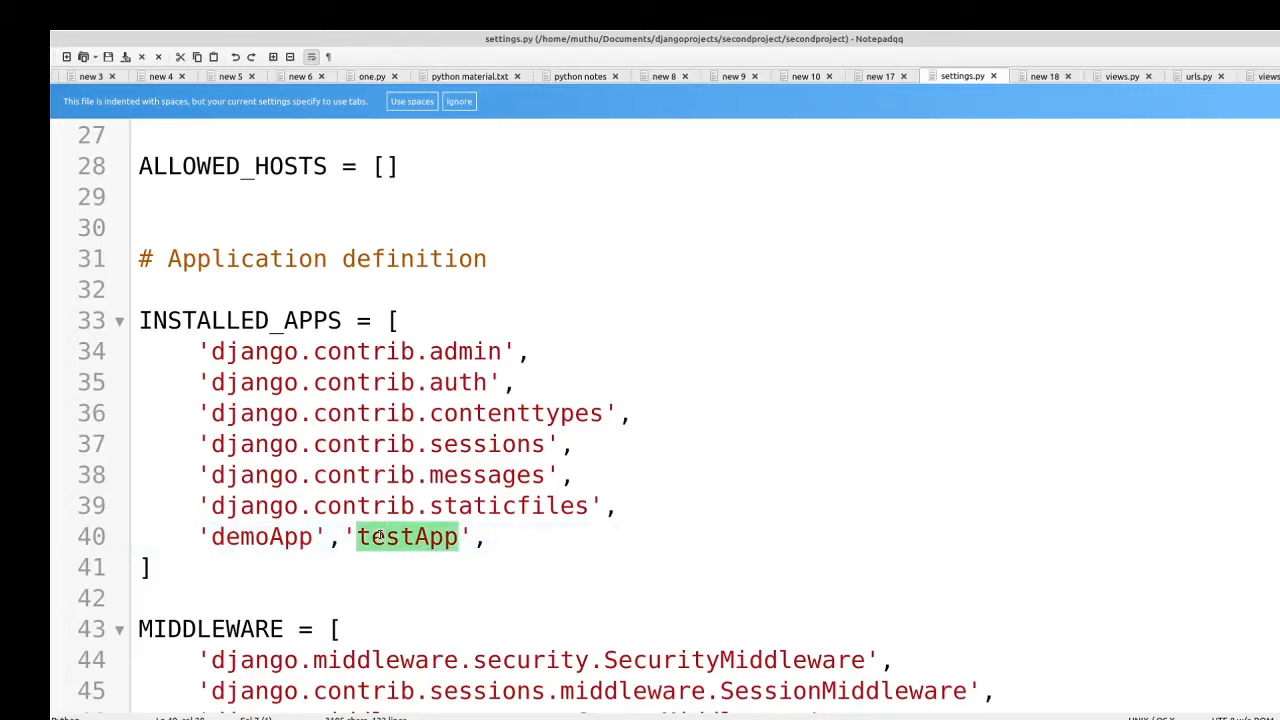 settings.py (/home/muthu/Documents/djangoprojects/secondproject/secondproject) - Notepadqq
new 3 new 4 new 5 new 6 one.py python material.txt python notes new 8 new 9 new 10 new 17 settings.py new 18 views.py urls.py views
This file is indented with spaces, but your current settings specify to use tabs. Use spaces Ignore
27
28 ALLOWED_HOSTS = []
29
30
31 # Application definition
32
33 INSTALLED_APPS = [
34 'django.contrib.admin',
35 'django.contrib.auth',
36 'django.contrib.contenttypes',
37 'django.contrib.sessions',
38 'django.contrib.messages',
39 'django.contrib.staticfiles',
40 'demoApp','testApp',
41 ]
42
43 MIDDLEWARE = [
44 'django.middleware.security.SecurityMiddleware',
45 'django.contrib.sessions.middleware.SessionMiddleware',